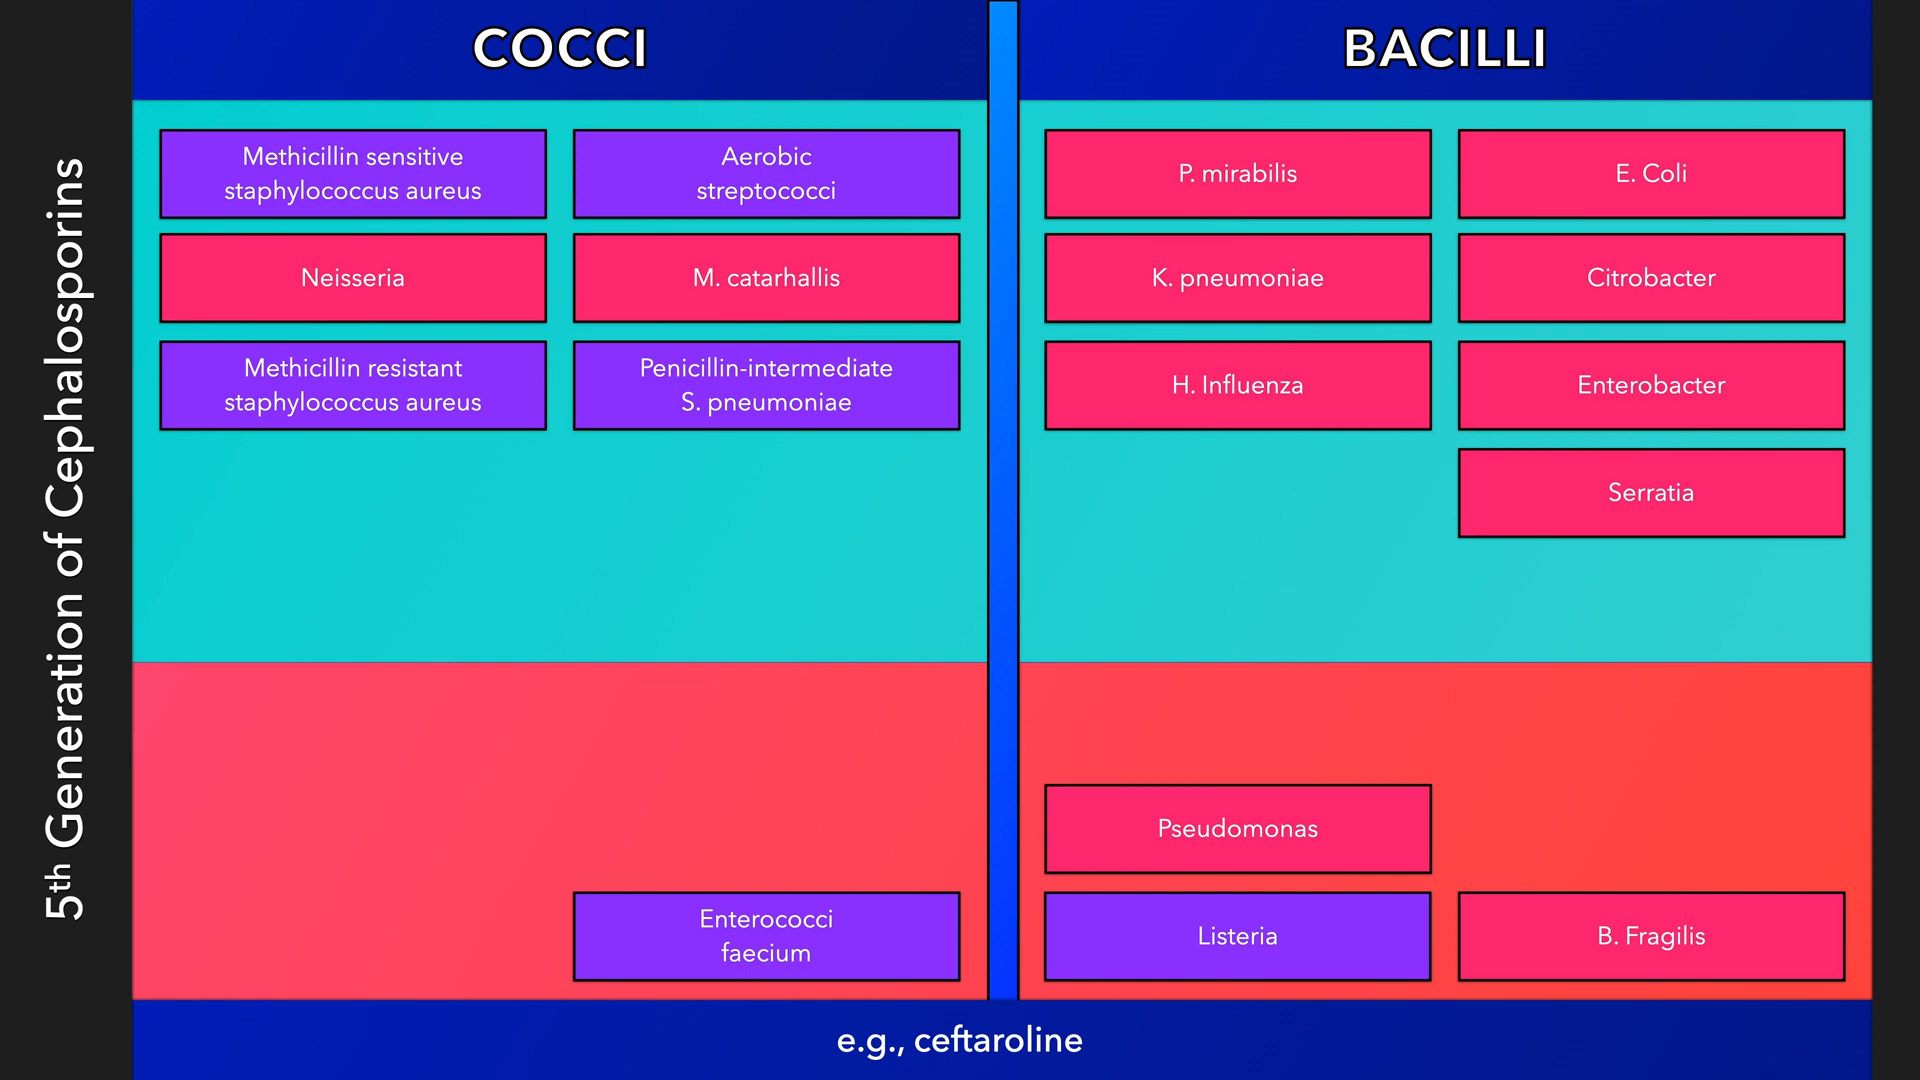 5th Generation of Cephalosporins
COCCI
Methicillin sensitive
staphylococcus aureus
Aerobic
streptococci
Neisseria
M. catarhallis
Methicillin resistant
staphylococcus aureus
Penicillin-intermediate
S. pneumoniae
Enterococci
faecium
BACILLI
P. mirabilis
E. Coli
K. pneumoniae
Citrobacter
H. Influenza
Enterobacter
Serratia
Pseudomonas
Listeria
B. Fragilis
e.g., ceftaroline